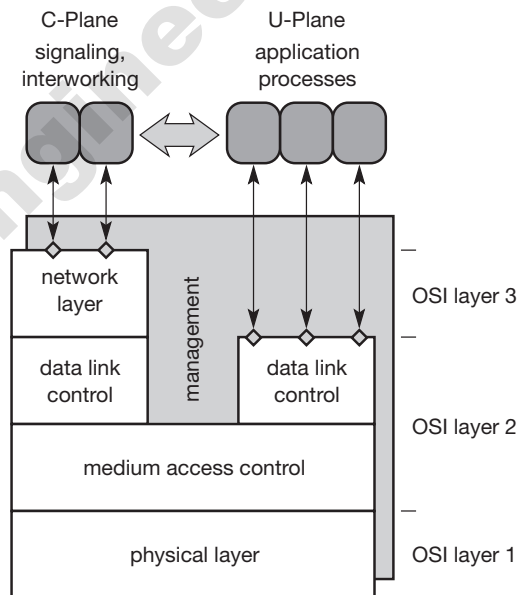 C-Plane
signaling,
interworking
U-Plane
application
processes
network
layer
management
OSI layer 3
data link
control
data link
control
OSI layer 2
medium access control
physical layer
OSI layer 1